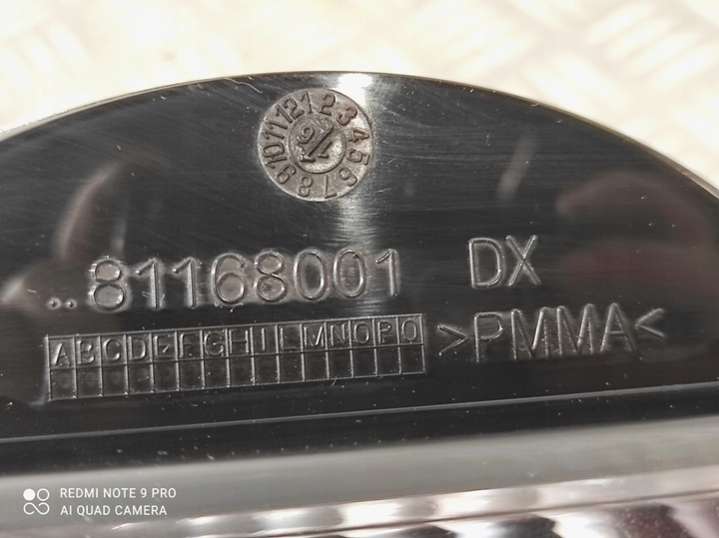 1 2 3 4 5 6 7 8 9 10 11 12
..81168001 DX
A B C D E F G H I L M N O P Q
>PMMA<
REDMI NOTE 9 PRO
AI QUAD CAMERA